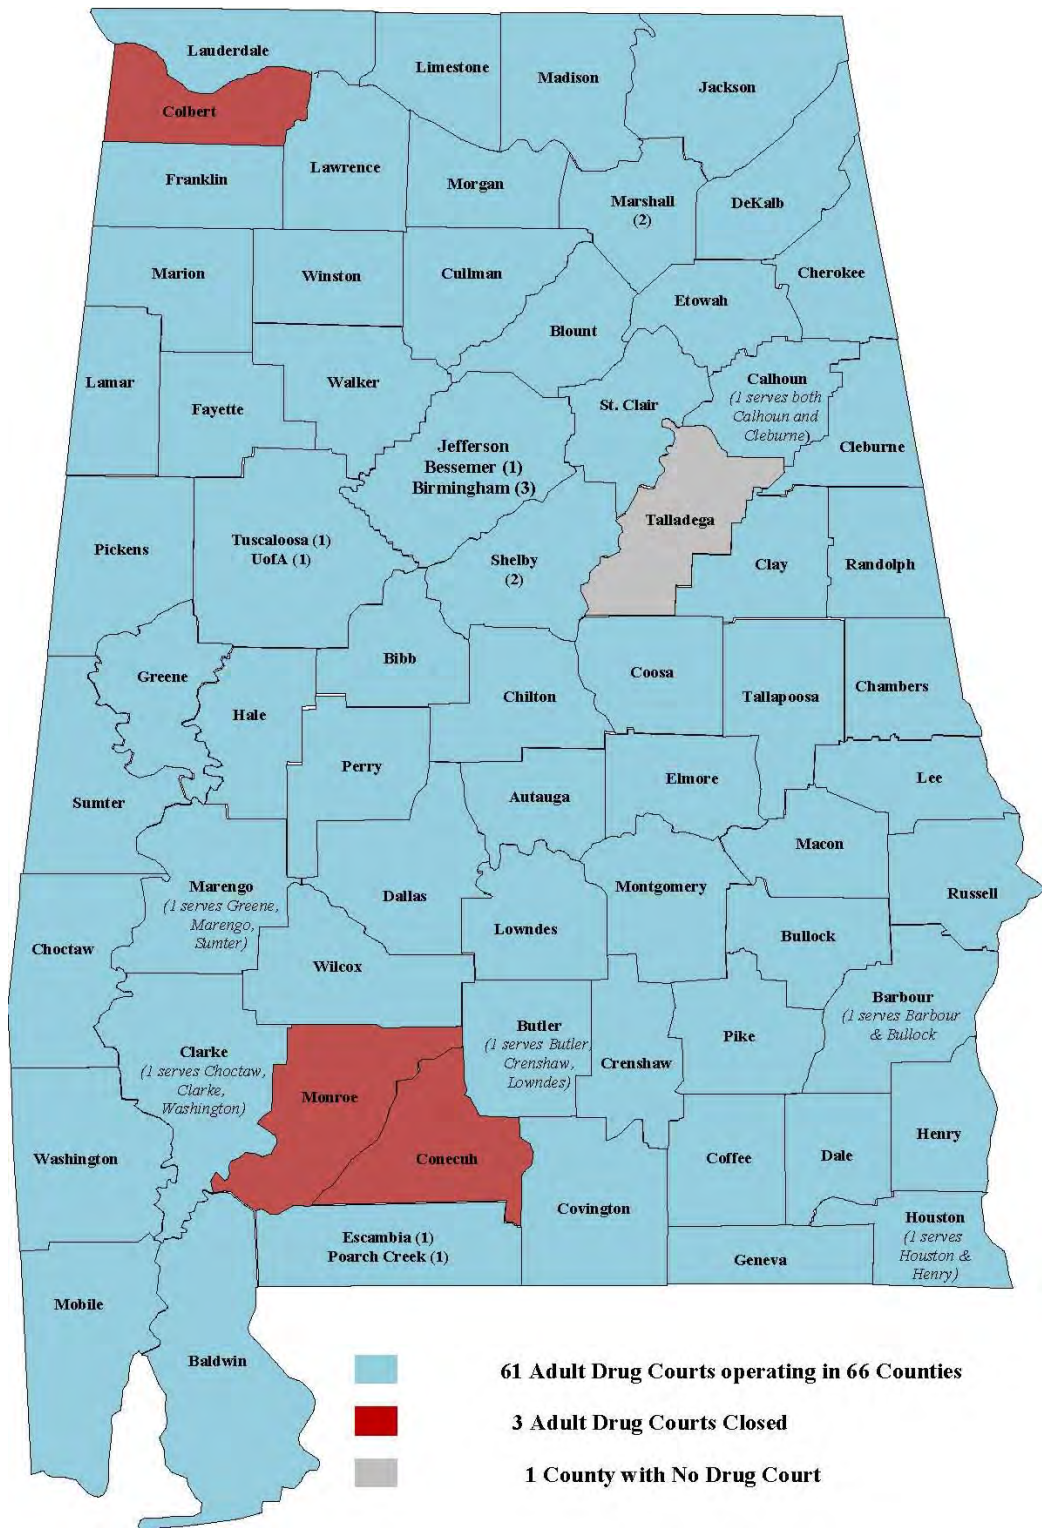 Lauderdale
Limestone
Madison
Jackson
Colbert
Franklin
Lawrence
Morgan
Marshall
(2)
DeKalb
Marion
Winston
Cullman
Cherokee
Etowah
Blount
Lamar
Fayette
Walker
St. Clair
Calhoun
(1 serves both
Calhoun and
Cleburne)
Cleburne
Jefferson
Bessemer (1)
Birmingham (3)
Talladega
Pickens
Tuscaloosa (1)
UofA (1)
Shelby
(2)
Clay
Randolph
Greene
Bibb
Coosa
Chambers
Hale
Chilton
Tallapoosa
Perry
Elmore
Lee
Sumter
Autauga
Macon
Marengo
(1 serves Greene,
Marengo,
Sumter)
Dallas
Montgomery
Russell
Choctaw
Lowndes
Bullock
Wilcox
Barbour
(1 serves Barbour
& Bullock
Clarke
(1 serves Choctaw,
Clarke,
Washington)
Butler
(1 serves Butler,
Crenshaw,
Lowndes)
Crenshaw
Pike
Monroe
Washington
Conecuh
Coffee
Dale
Henry
Covington
Escambia (1)
Poarch Creek (1)
Geneva
Houston
(1 serves
Houston &
Henry)
Mobile
Baldwin
61 Adult Drug Courts operating in 66 Counties
3 Adult Drug Courts Closed
1 County with No Drug Court